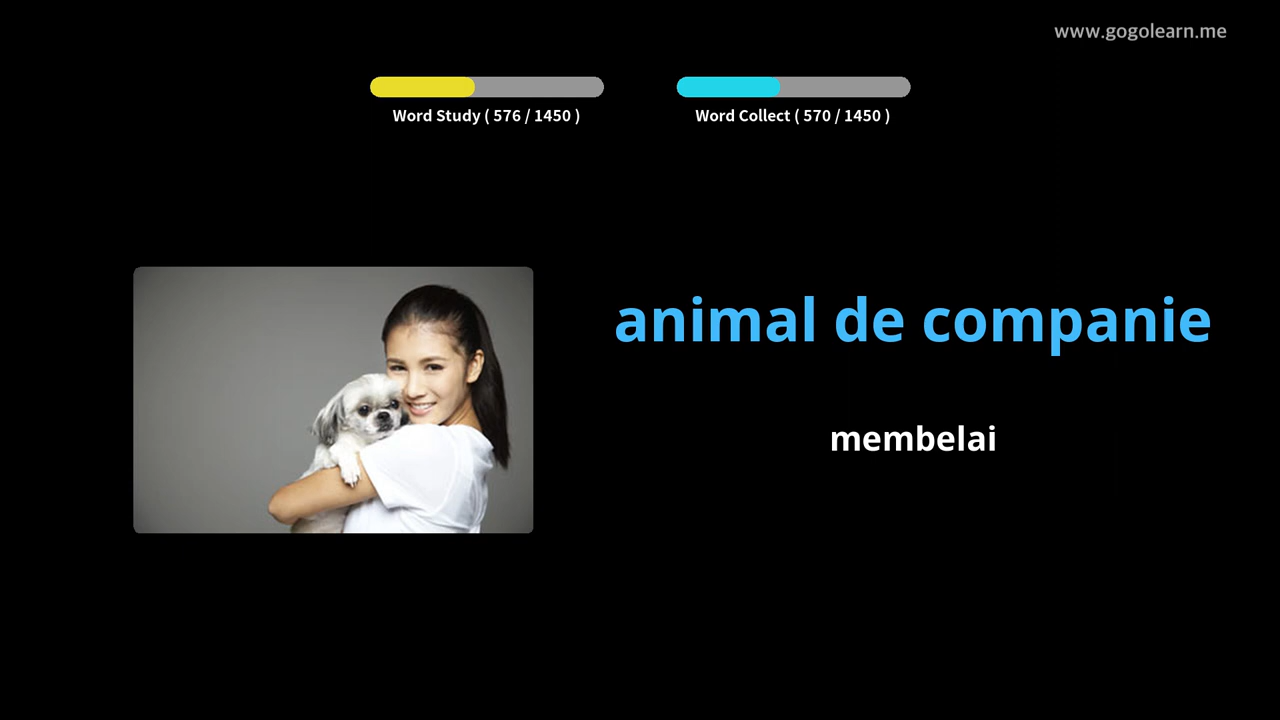 www.gogolearn.me
Word Study ( 576 / 1450 )
Word Collect ( 570 / 1450 )
animal de companie
membelai